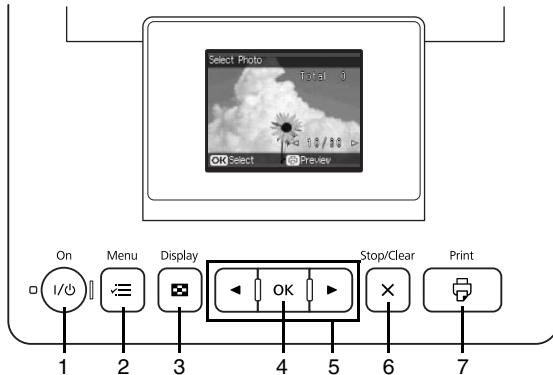 Select Photo
Total 0
10/80
OK Select Preview
On Menu Display Stop/Clear Print
OK
1 2 3 4 5 6 7